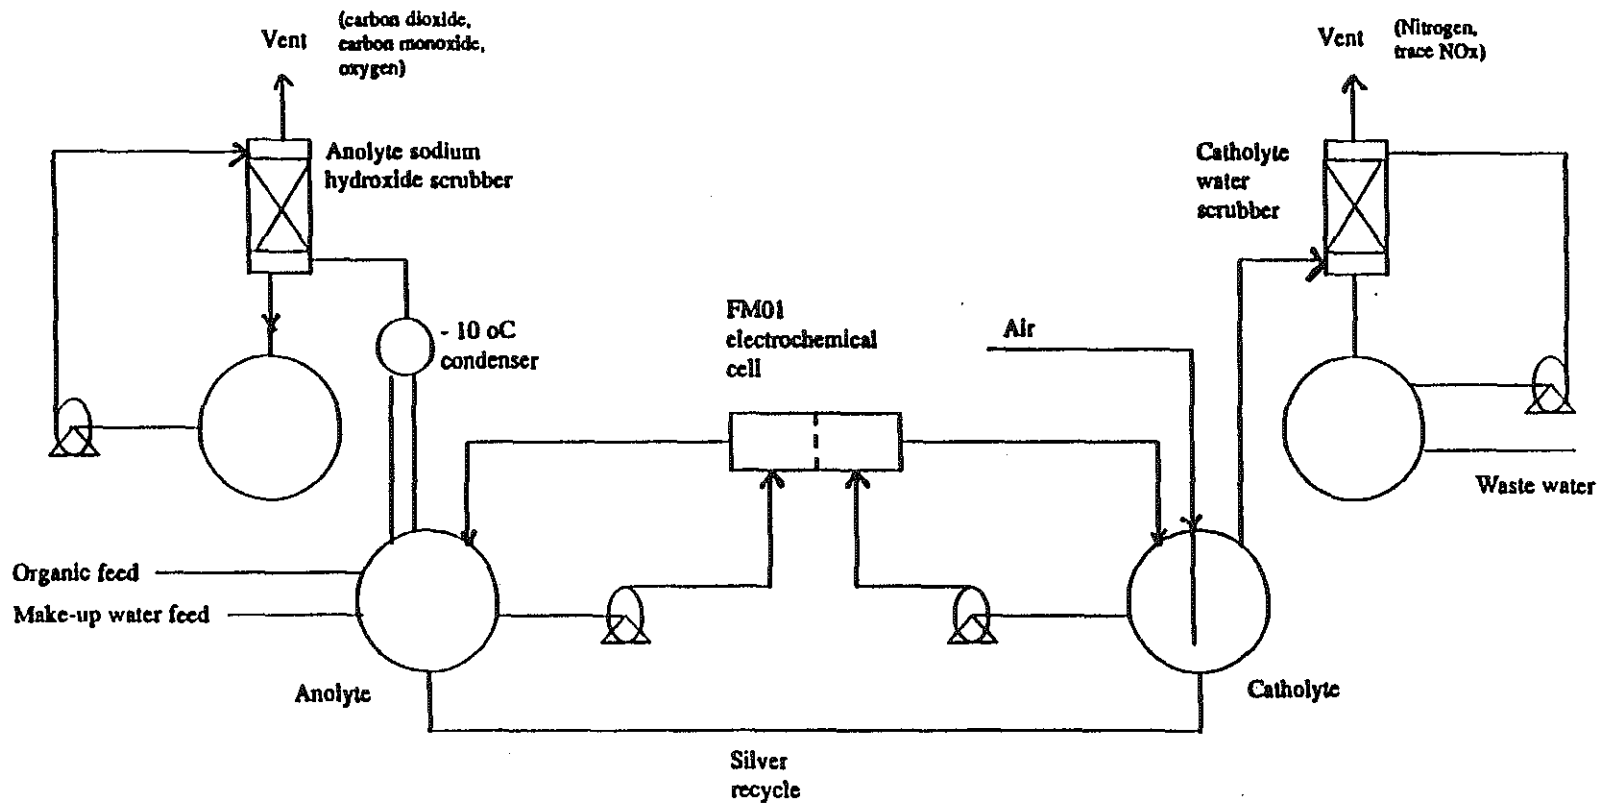 Vent
(carbon dioxide,
carbon monoxide,
oxygen)
Vent
(Nitrogen,
trace NOx)
Anolyte sodium
hydroxide scrubber
Catholyte
water
scrubber
- 10 oC
condenser
FM01
electrochemical
cell
Air
Waste water
Organic feed
Make-up water feed
Anolyte
Catholyte
Silver
recycle